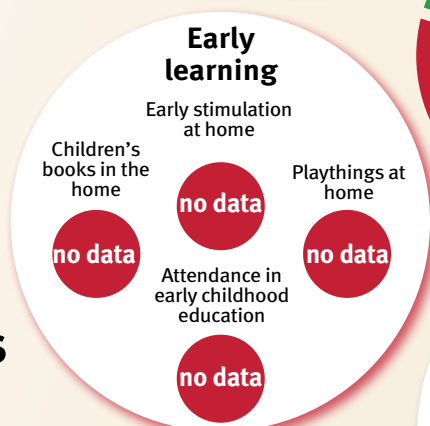 Early
learning
Early stimulation
at home
Children's
books in the
home
Playthings at
home
no data
no data
no data
Attendance in
early childhood
education
no data
s